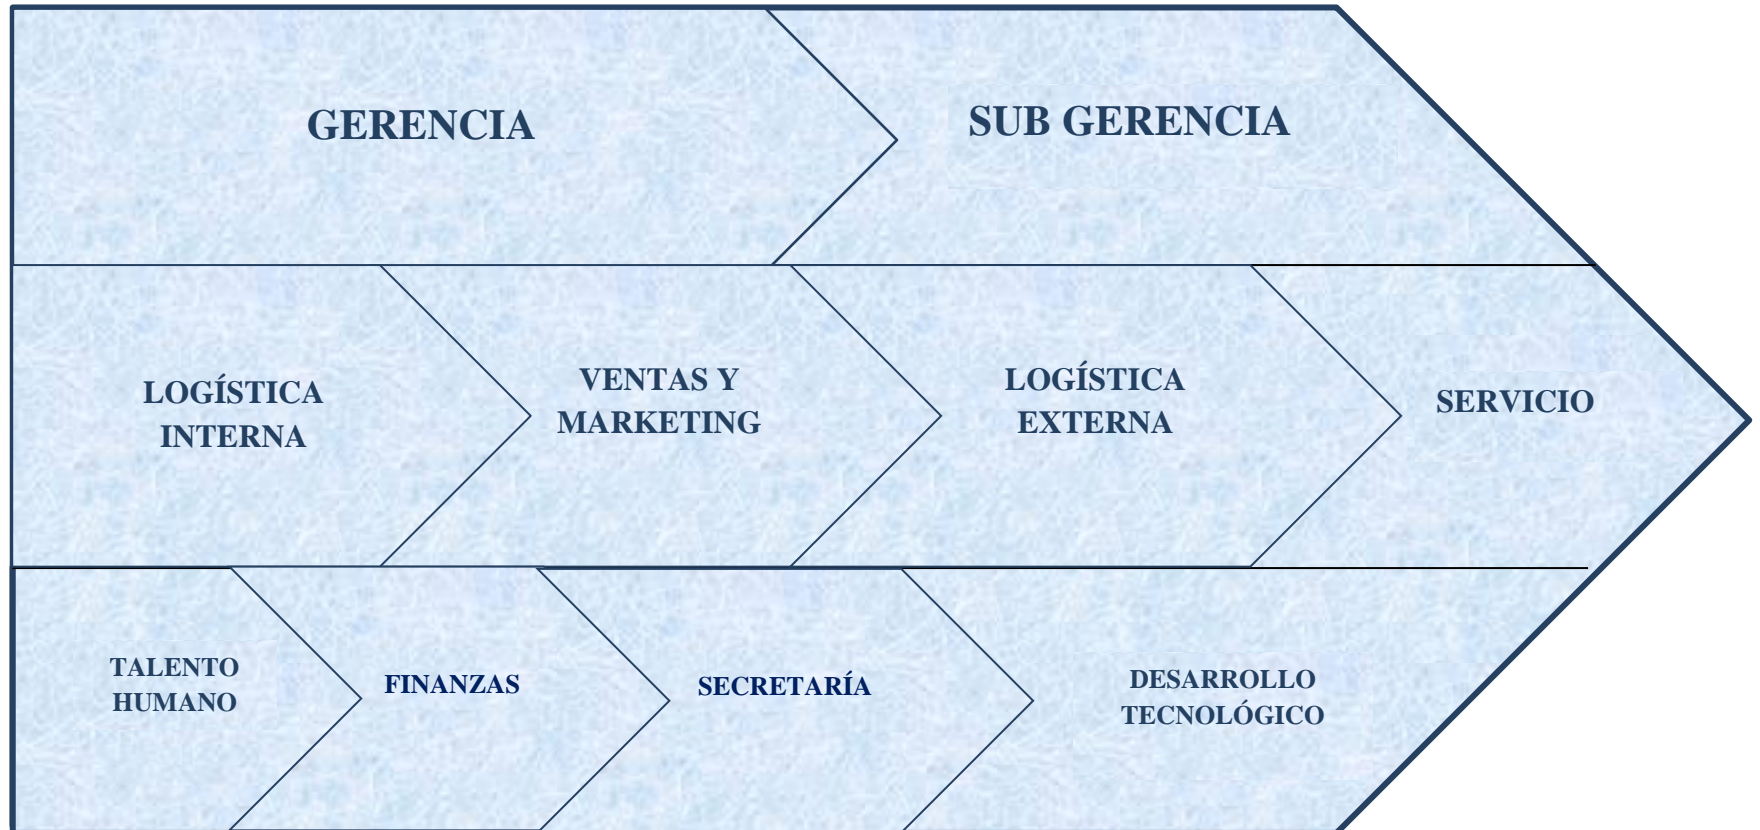 GERENCIA
SUB GERENCIA
LOGÍSTICA
INTERNA
VENTAS Y
MARKETING
LOGÍSTICA
EXTERNA
SERVICIO
TALENTO
HUMANO
FINANZAS
SECRETARÍA
DESARROLLO
TECNOLÓGICO